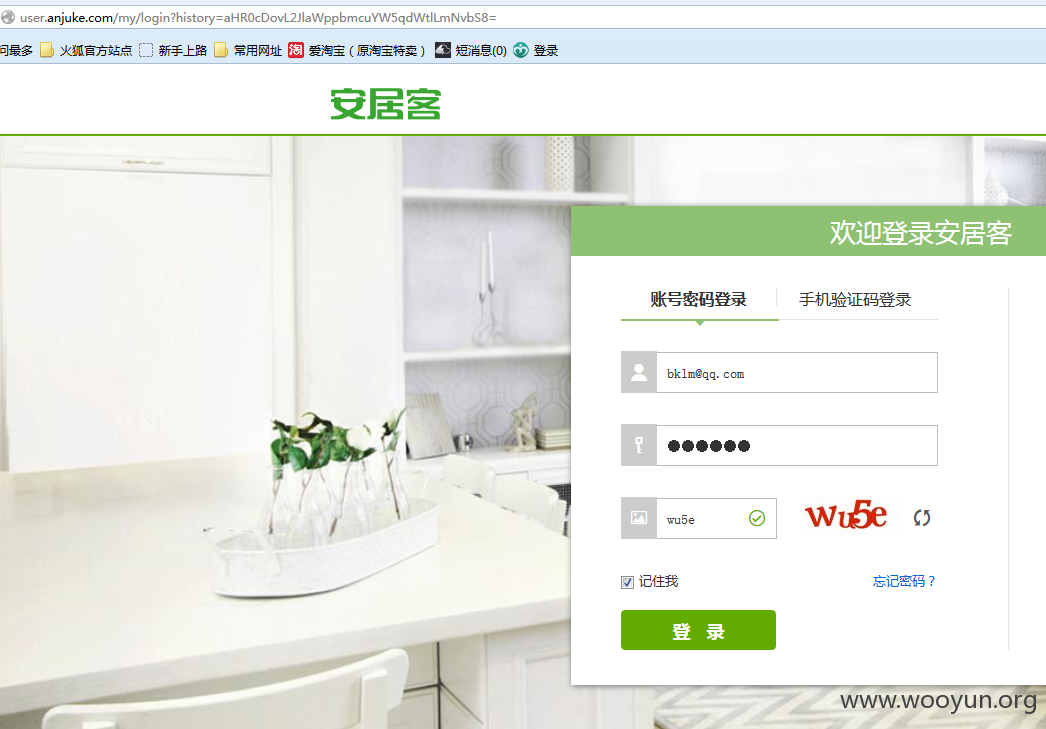 user.anjuke.com/my/login?history=aHR0cDovL2JlaWppbmcuYW5qdWtlLmNvbS8=
问最多 火狐官方站点 新手上路 常用网址 淘 爱淘宝（原淘宝特卖） 短消息(0) 登录
安居客
欢迎登录安居客
账号密码登录 手机验证码登录
bklm@qq.com
wu5e wu5e
记住我 忘记密码？
登 录
www.wooyun.org